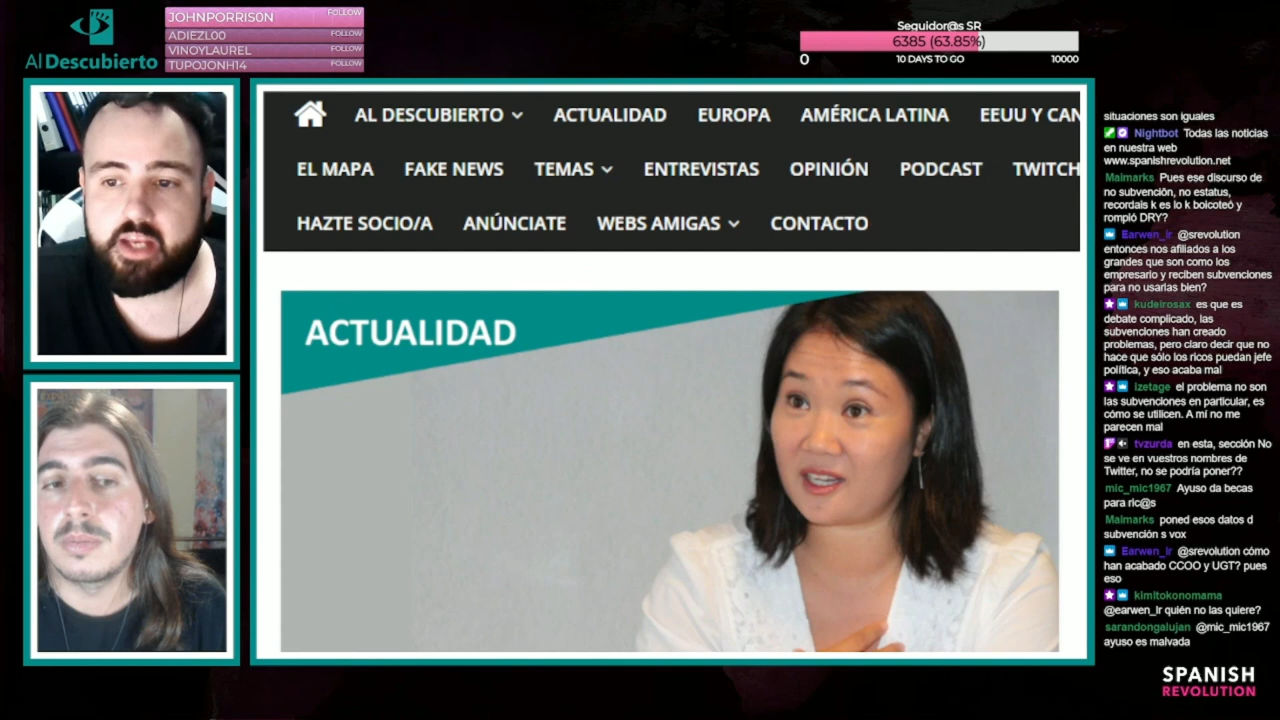 Al Descubierto
JOHNPORRIS0N FOLLOW
ADIEZL00 FOLLOW
VINOYLAUREL FOLLOW
TUPOJONH14 FOLLOW
Seguidor@s SR
6385 (63.85%)
0 10 DAYS TO GO 10000
AL DESCUBIERTO ACTUALIDAD EUROPA AMÉRICA LATINA EEUU Y CAN
EL MAPA FAKE NEWS TEMAS ENTREVISTAS OPINIÓN PODCAST TWITCH
HAZTE SOCIO/A ANÚNCIATE WEBS AMIGAS CONTACTO
ACTUALIDAD
situaciones son iguales
Nightbot Todas las noticias
en nuestra web
www.spanishrevolution.net
Malmarks Pues ese discurso de
no subvención, no estatus,
recordais k es lo k boicoteó y
rompló DRY?
Earwen_ir @srevolution
entonces nos afiliados a los
grandes que son como los
empresario y reciben subvenciones
para no usarlas bien?
kudeirosax es que es
debate complicado, las
subvenciones han creado
problemas, pero claro decir que no
hace que sólo los ricos puedan jefe
política, y eso acaba mal
izetage el problema no son
las subvenciones en particular, es
cómo se utilicen. A mí no me
parecen mal
tvzurda en esta, sección No
se ve en vuestros nombres de
Twitter, no se podría poner??
mic_mic1967 Ayuso da becas
para ric@s
Malmarks poned esos datos d
subvención s vox
Earwen_ir @srevolution cómo
han acabado CCOO y UGT? pues
eso
kimitokonomama
@earwen_ir quién no las quiere?
sarandongalujan @mic_mic1967
ayuso es malvada
SPANISH
REVOLUTION